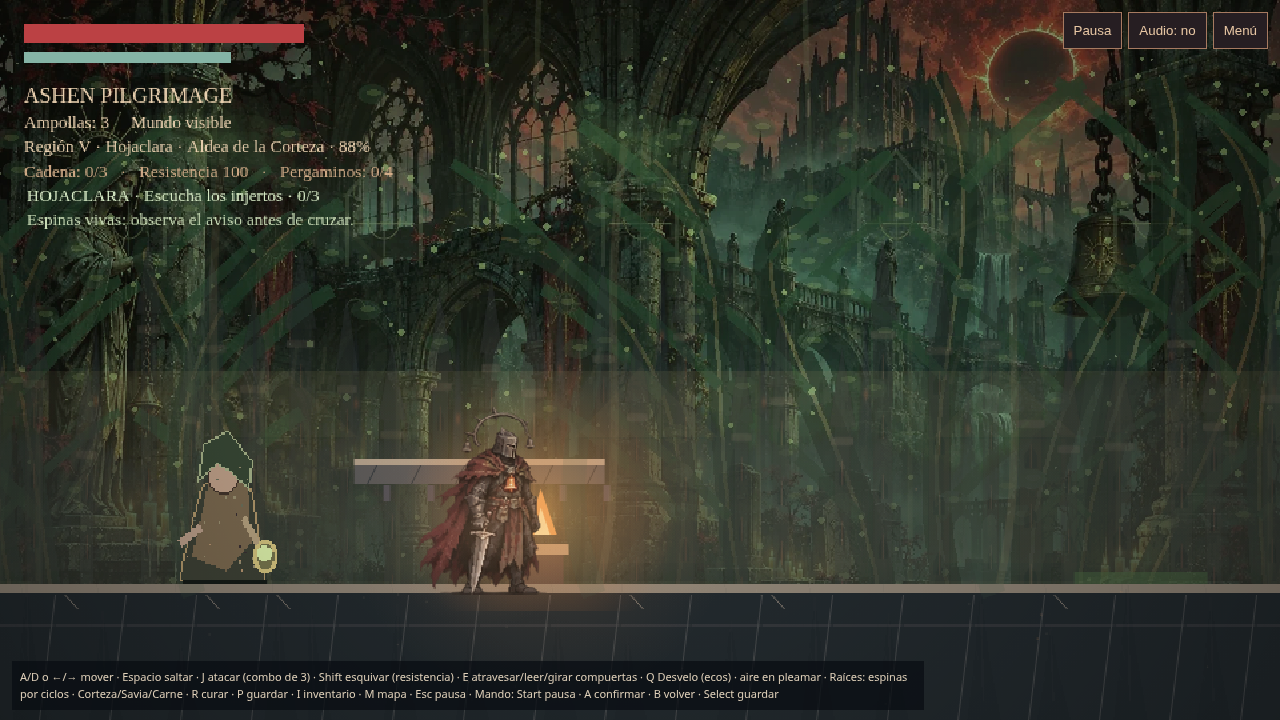 Pausa
Audio: no
Menú
ASHEN PILGRIMAGE
Ampollas: 3 Mundo visible
Región V · Hojaclara · Aldea de la Corteza · 88%
Cadena: 0/3 · Resistencia 100 · Pergaminos: 0/4
HOJACLARA · Escucha los injertos · 0/3
Espinas vivas: observa el aviso antes de cruzar.
A/D o ←/→ mover · Espacio saltar · J atacar (combo de 3) · Shift esquivar (resistencia) · E atravesar/leer/girar compuertas · Q Desvelo (ecos) · aire en pleamar · Raíces: espinas
por ciclos · Corteza/Savia/Carne · R curar · P guardar · I inventario · M mapa · Esc pausa · Mando: Start pausa · A confirmar · B volver · Select guardar